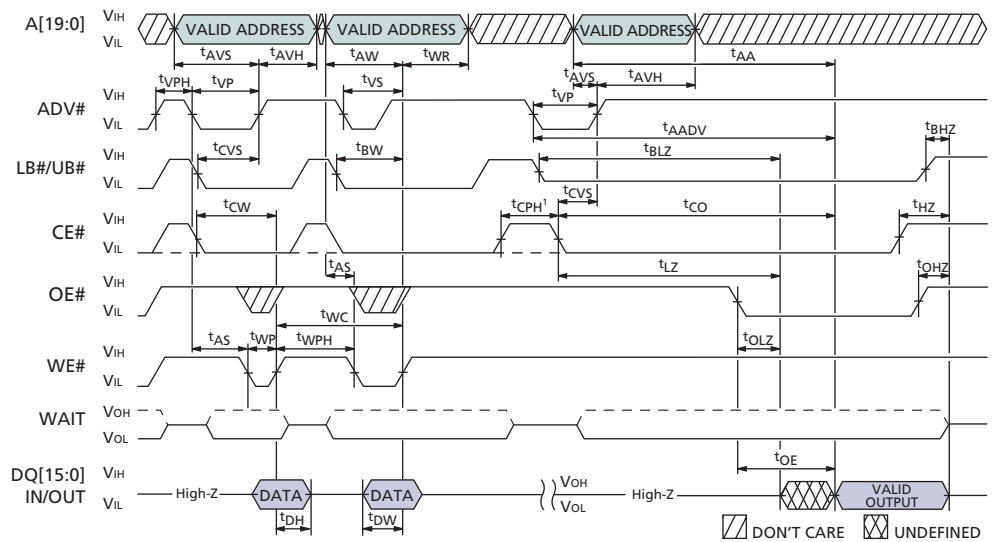 A[19:0] VIH VIL VALID ADDRESS VALID ADDRESS VALID ADDRESS
tAVS tAVH tAW tWR tAA
tVPH tVP tVS tAVS tAVH
ADV# VIH VIL tVP
tAADV
LB#/UB# VIH VIL tCVS tBW tBLZ tBHZ
tCVS
CE# VIH VIL tCW tCPH1 tCO tHZ
tAS tLZ
OE# VIH VIL tOHZ
tWC
tAS tWP tWPH tOLZ
WE# VIH VIL
WAIT VOH VOL
tOE
DQ[15:0] IN/OUT VIH VIL High-Z DATA DATA VOH VOL High-Z VALID OUTPUT
tDH tDW
DON'T CARE UNDEFINED